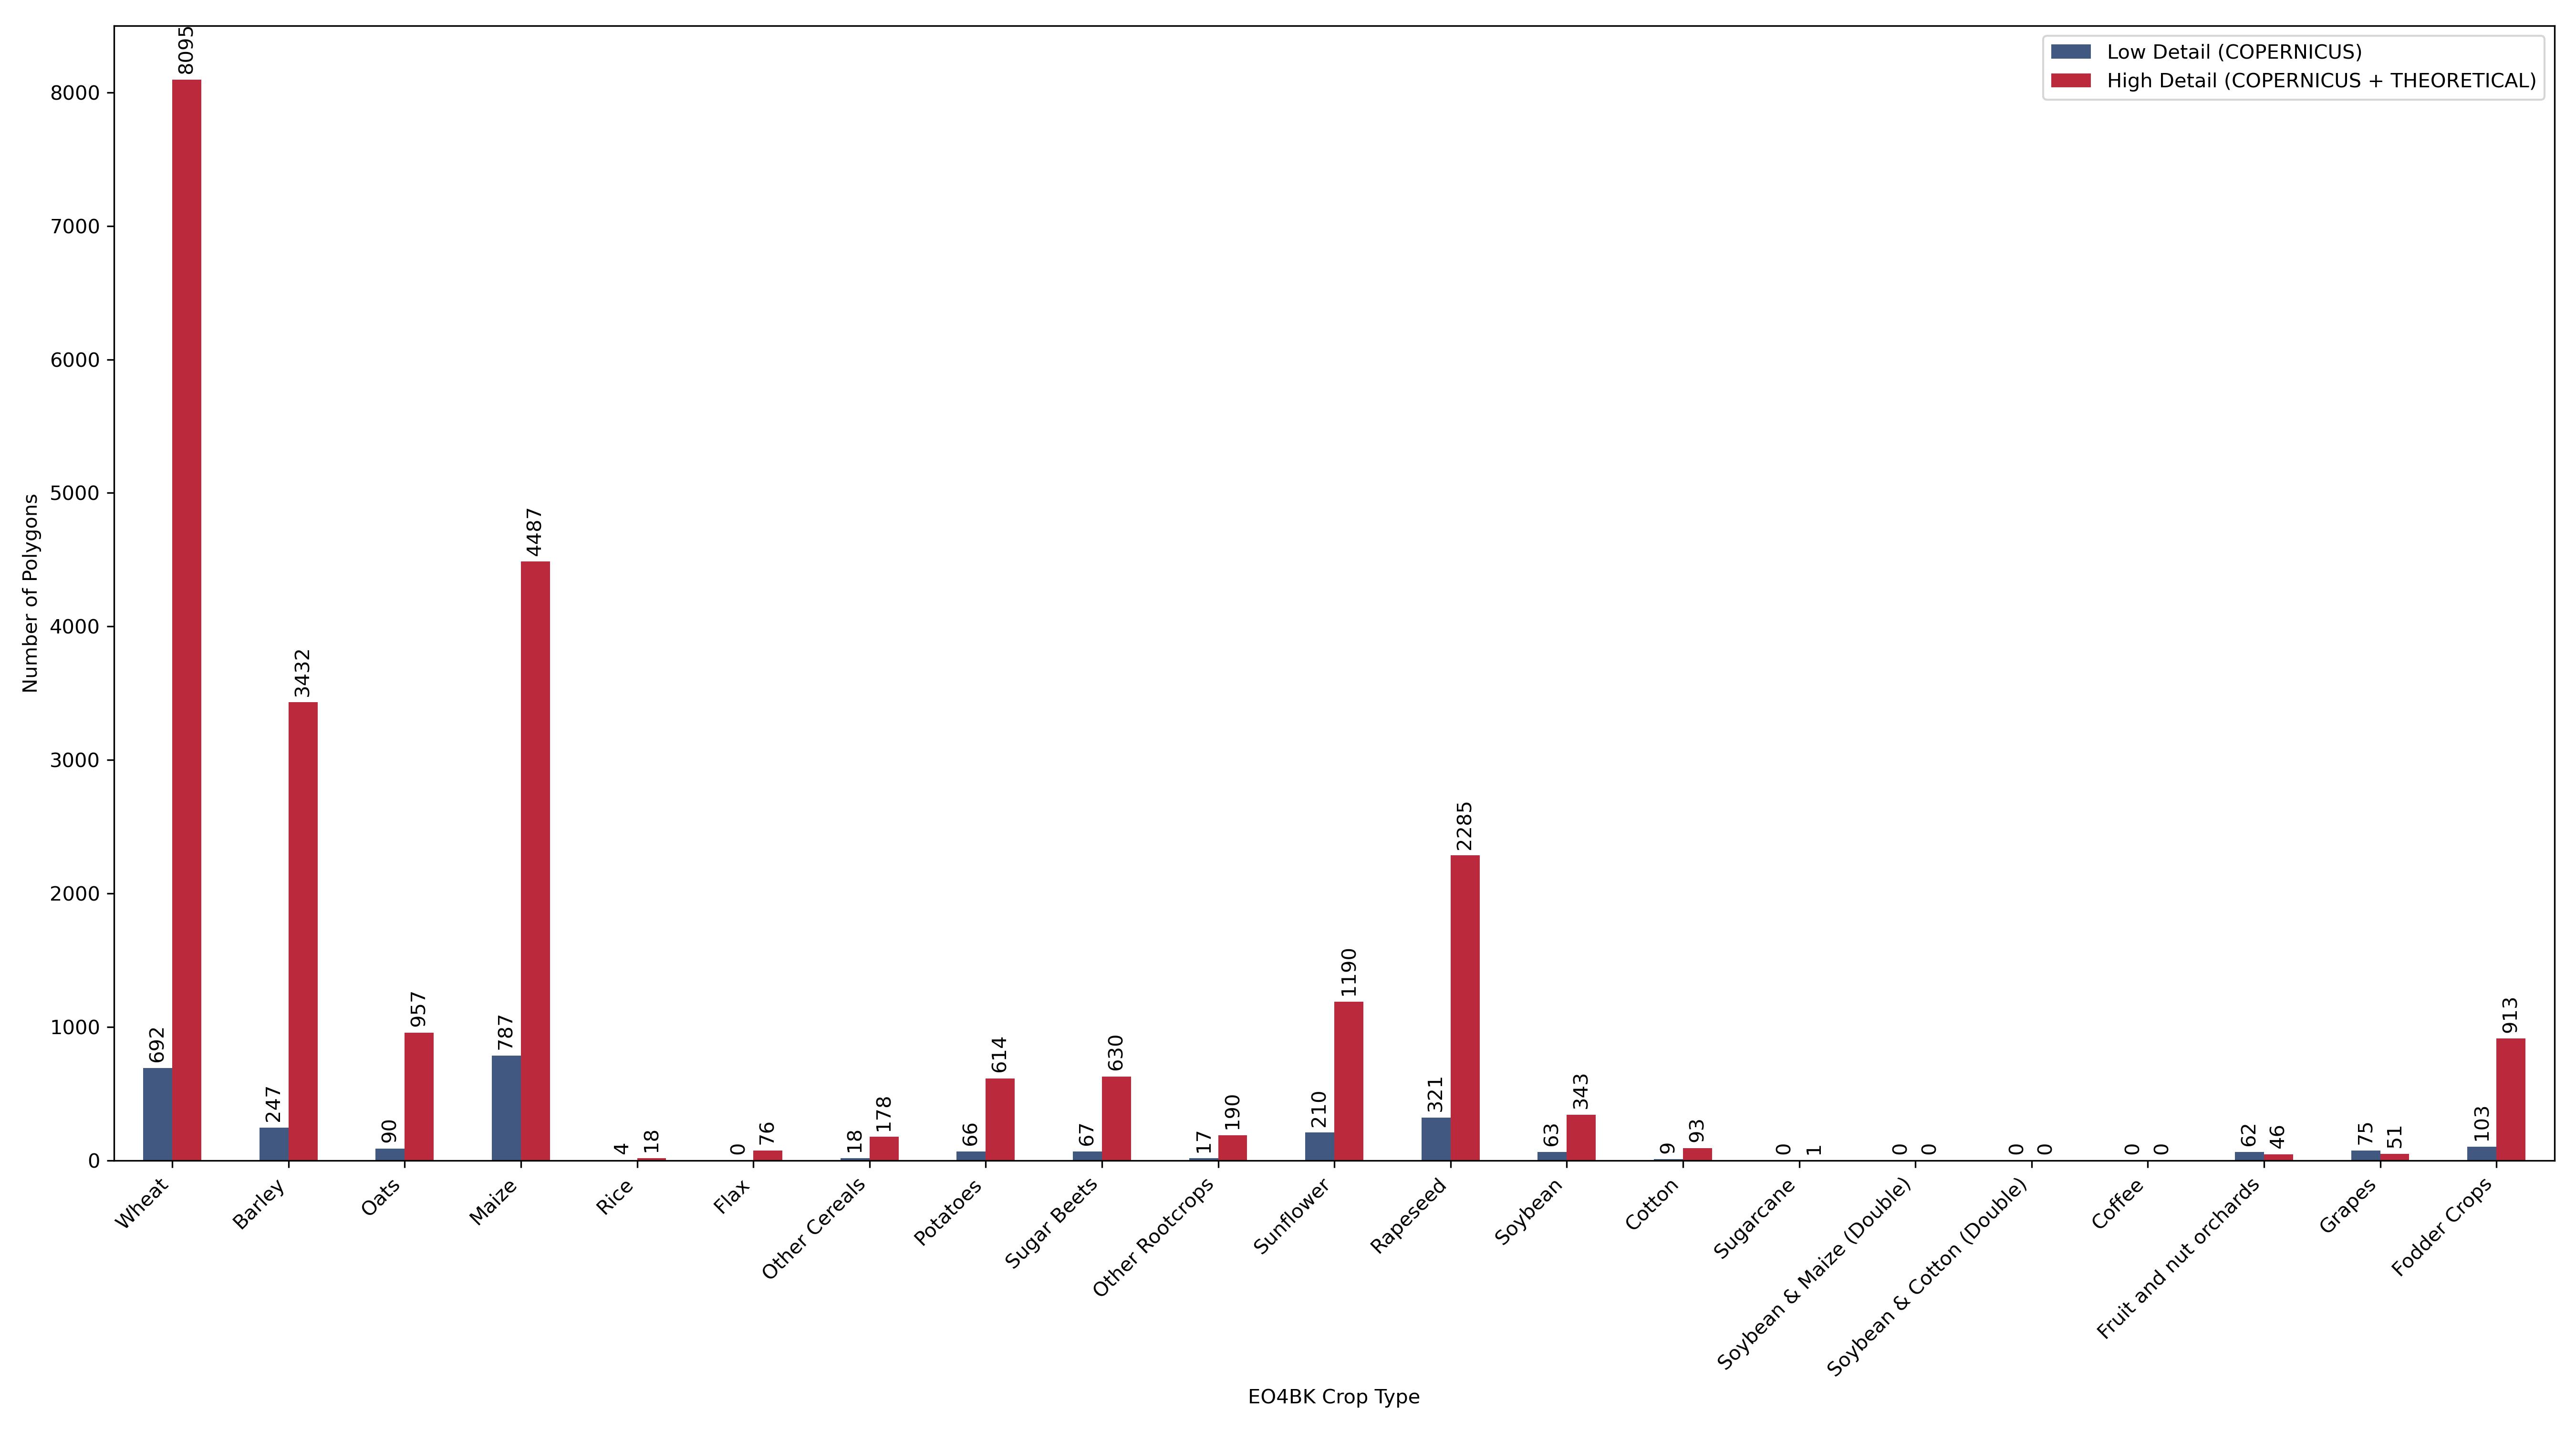 Low Detail (COPERNICUS)
High Detail (COPERNICUS + THEORETICAL)
Number of Polygons
8000
7000
6000
5000
4000
3000
2000
1000
0
692
8095
247
3432
90
957
787
4487
4
18
0
76
18
178
66
614
67
630
17
190
210
1190
321
2285
63
343
9
93
0
1
0
0
0
0
0
0
62
46
75
51
103
913
Wheat
Barley
Oats
Maize
Rice
Flax
Other Cereals
Potatoes
Sugar Beets
Other Rootcrops
Sunflower
Rapeseed
Soybean
Cotton
Sugarcane
Soybean & Maize (Double)
Soybean & Cotton (Double)
Coffee
Fruit and nut orchards
Grapes
Fodder Crops
EO4BK Crop Type